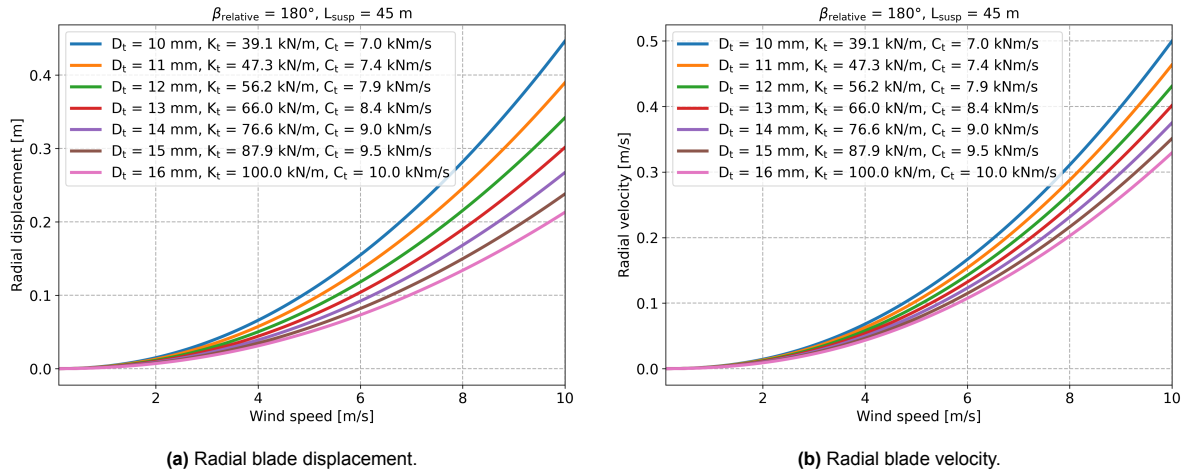 β_relative = 180°, L_susp = 45 m
D_t = 10 mm, K_t = 39.1 kN/m, C_t = 7.0 kNm/s
D_t = 11 mm, K_t = 47.3 kN/m, C_t = 7.4 kNm/s
D_t = 12 mm, K_t = 56.2 kN/m, C_t = 7.9 kNm/s
D_t = 13 mm, K_t = 66.0 kN/m, C_t = 8.4 kNm/s
D_t = 14 mm, K_t = 76.6 kN/m, C_t = 9.0 kNm/s
D_t = 15 mm, K_t = 87.9 kN/m, C_t = 9.5 kNm/s
D_t = 16 mm, K_t = 100.0 kN/m, C_t = 10.0 kNm/s
Radial displacement [m]
0.4
0.3
0.2
0.1
0.0
2 4 6 8 10
Wind speed [m/s]
(a) Radial blade displacement.
β_relative = 180°, L_susp = 45 m
D_t = 10 mm, K_t = 39.1 kN/m, C_t = 7.0 kNm/s
D_t = 11 mm, K_t = 47.3 kN/m, C_t = 7.4 kNm/s
D_t = 12 mm, K_t = 56.2 kN/m, C_t = 7.9 kNm/s
D_t = 13 mm, K_t = 66.0 kN/m, C_t = 8.4 kNm/s
D_t = 14 mm, K_t = 76.6 kN/m, C_t = 9.0 kNm/s
D_t = 15 mm, K_t = 87.9 kN/m, C_t = 9.5 kNm/s
D_t = 16 mm, K_t = 100.0 kN/m, C_t = 10.0 kNm/s
Radial velocity [m/s]
0.5
0.4
0.3
0.2
0.1
0.0
2 4 6 8 10
Wind speed [m/s]
(b) Radial blade velocity.